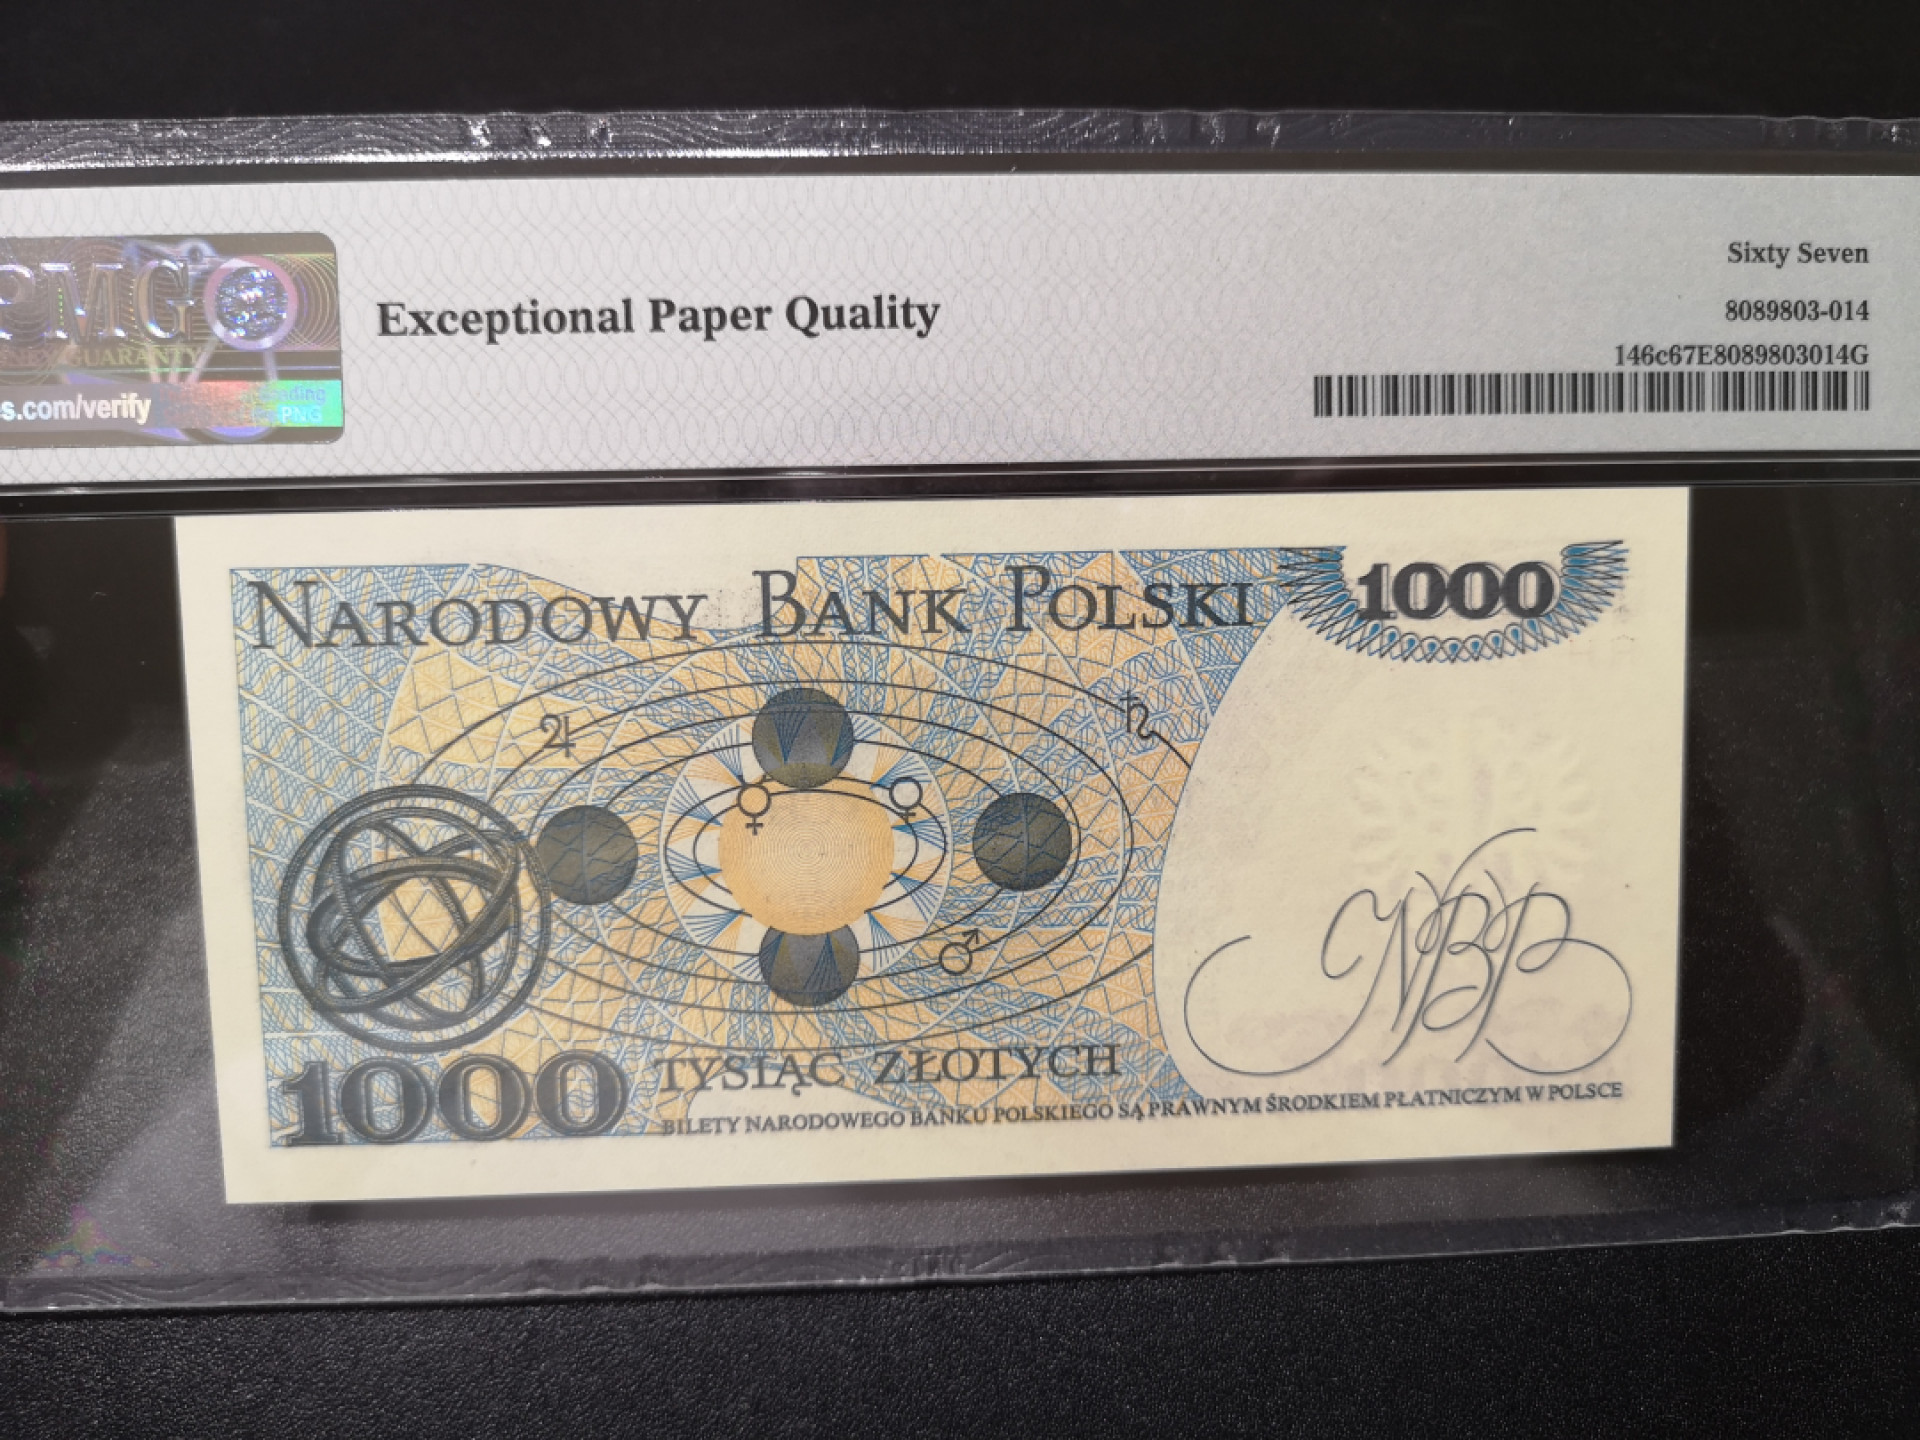 PMG
GUARANTY
s.com/verify
Exceptional Paper Quality
Sixty Seven
8089803-014
146c67E8089803014G
NARODOWY BANK POLSKI
1000
NBP
1000
TYSIĄC ZŁOTYCH
BILETY NARODOWEGO BANKU POLSKIEGO SĄ PRAWNYM ŚRODKIEM PŁATNICZYM W POLSCE